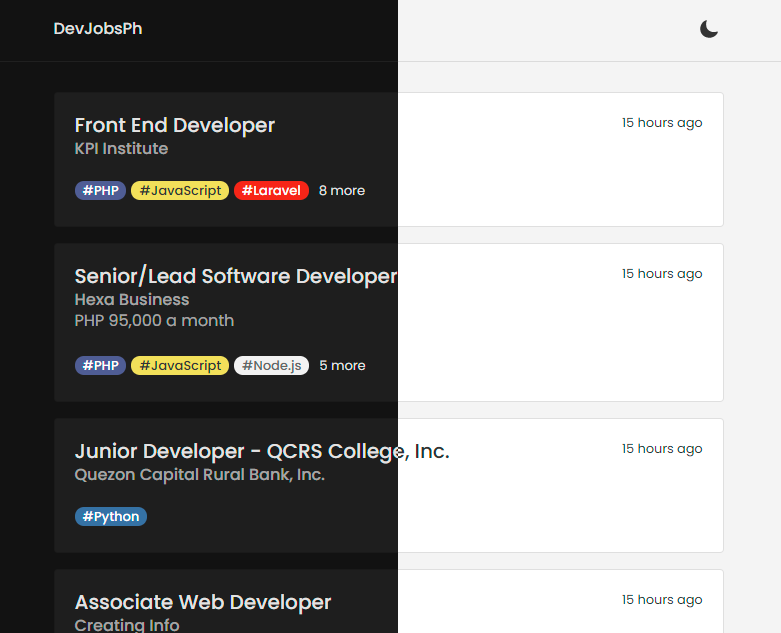 DevJobsPh
Front End Developer
15 hours ago
KPI Institute
#PHP #JavaScript #Laravel 8 more
Senior/Lead Software Developer
15 hours ago
Hexa Business
PHP 95,000 a month
#PHP #JavaScript #Node.js 5 more
Junior Developer - QCRS College, Inc.
15 hours ago
Quezon Capital Rural Bank, Inc.
#Python
Associate Web Developer
15 hours ago
Creating Info